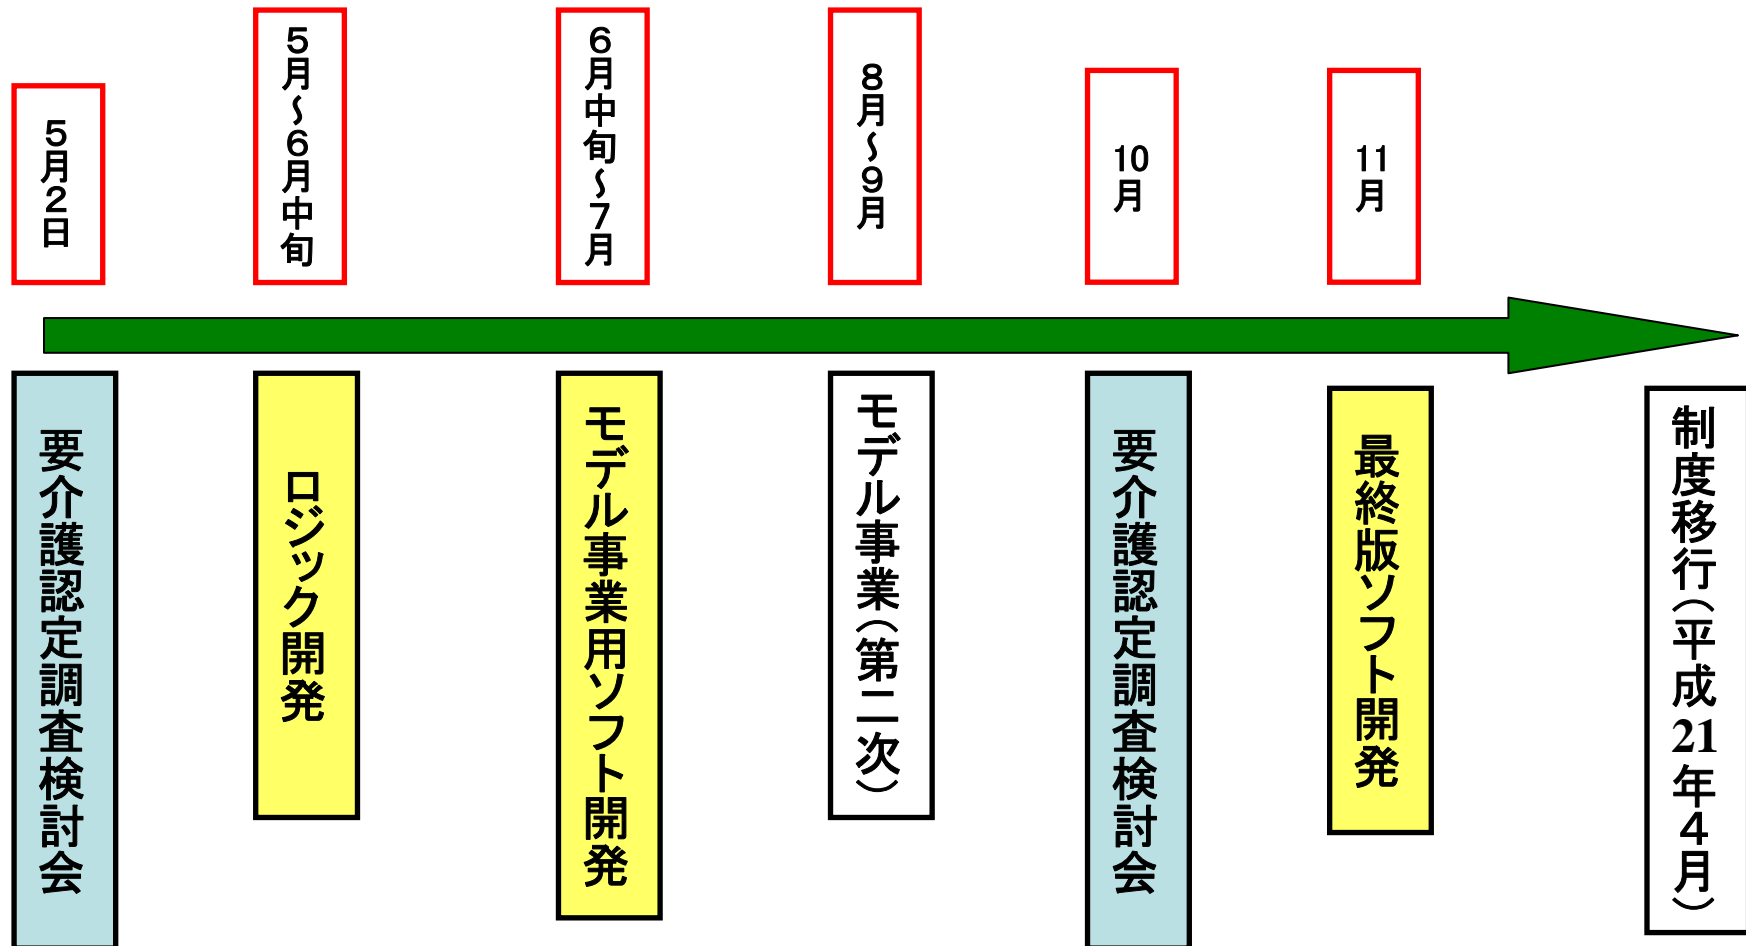 ５月２日
５月～６月中旬
６月中旬～７月
８月～９月
10月
11月
要介護認定調査検討会
ロジック開発
モデル事業用ソフト開発
モデル事業（第二次）
要介護認定調査検討会
最終版ソフト開発
制度移行（平成21年４月）